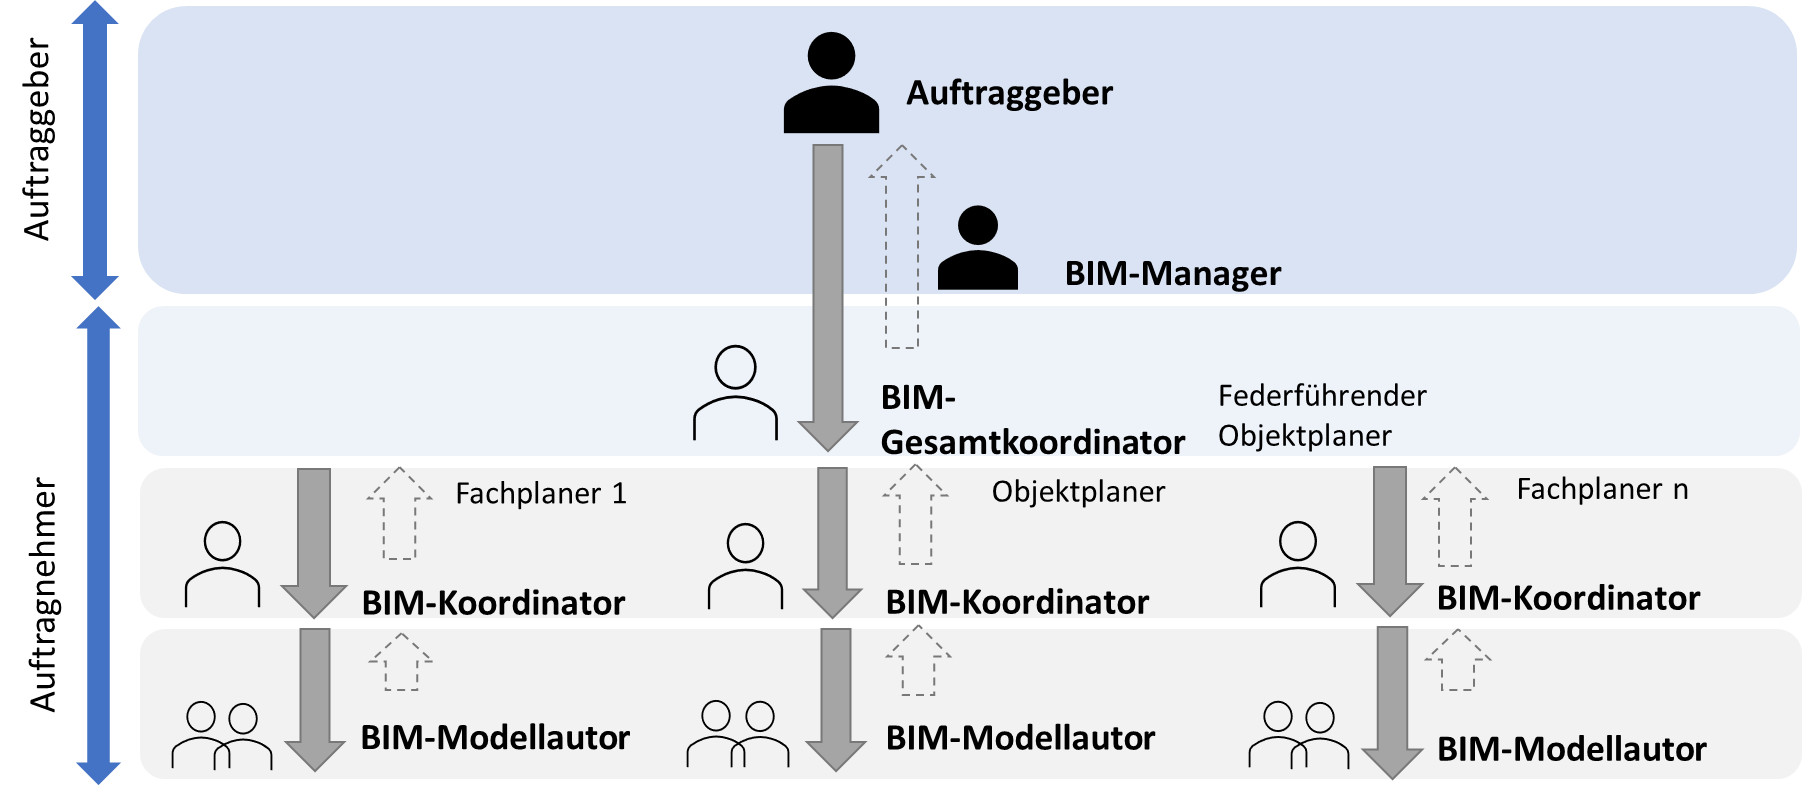 Auftraggeber
Auftraggeber
BIM-Manager
BIM-
Gesamtkoordinator
Federführender
Objektplaner
Auftragnehmer
Fachplaner 1
Objektplaner
Fachplaner n
BIM-Koordinator
BIM-Koordinator
BIM-Koordinator
BIM-Modellautor
BIM-Modellautor
BIM-Modellautor